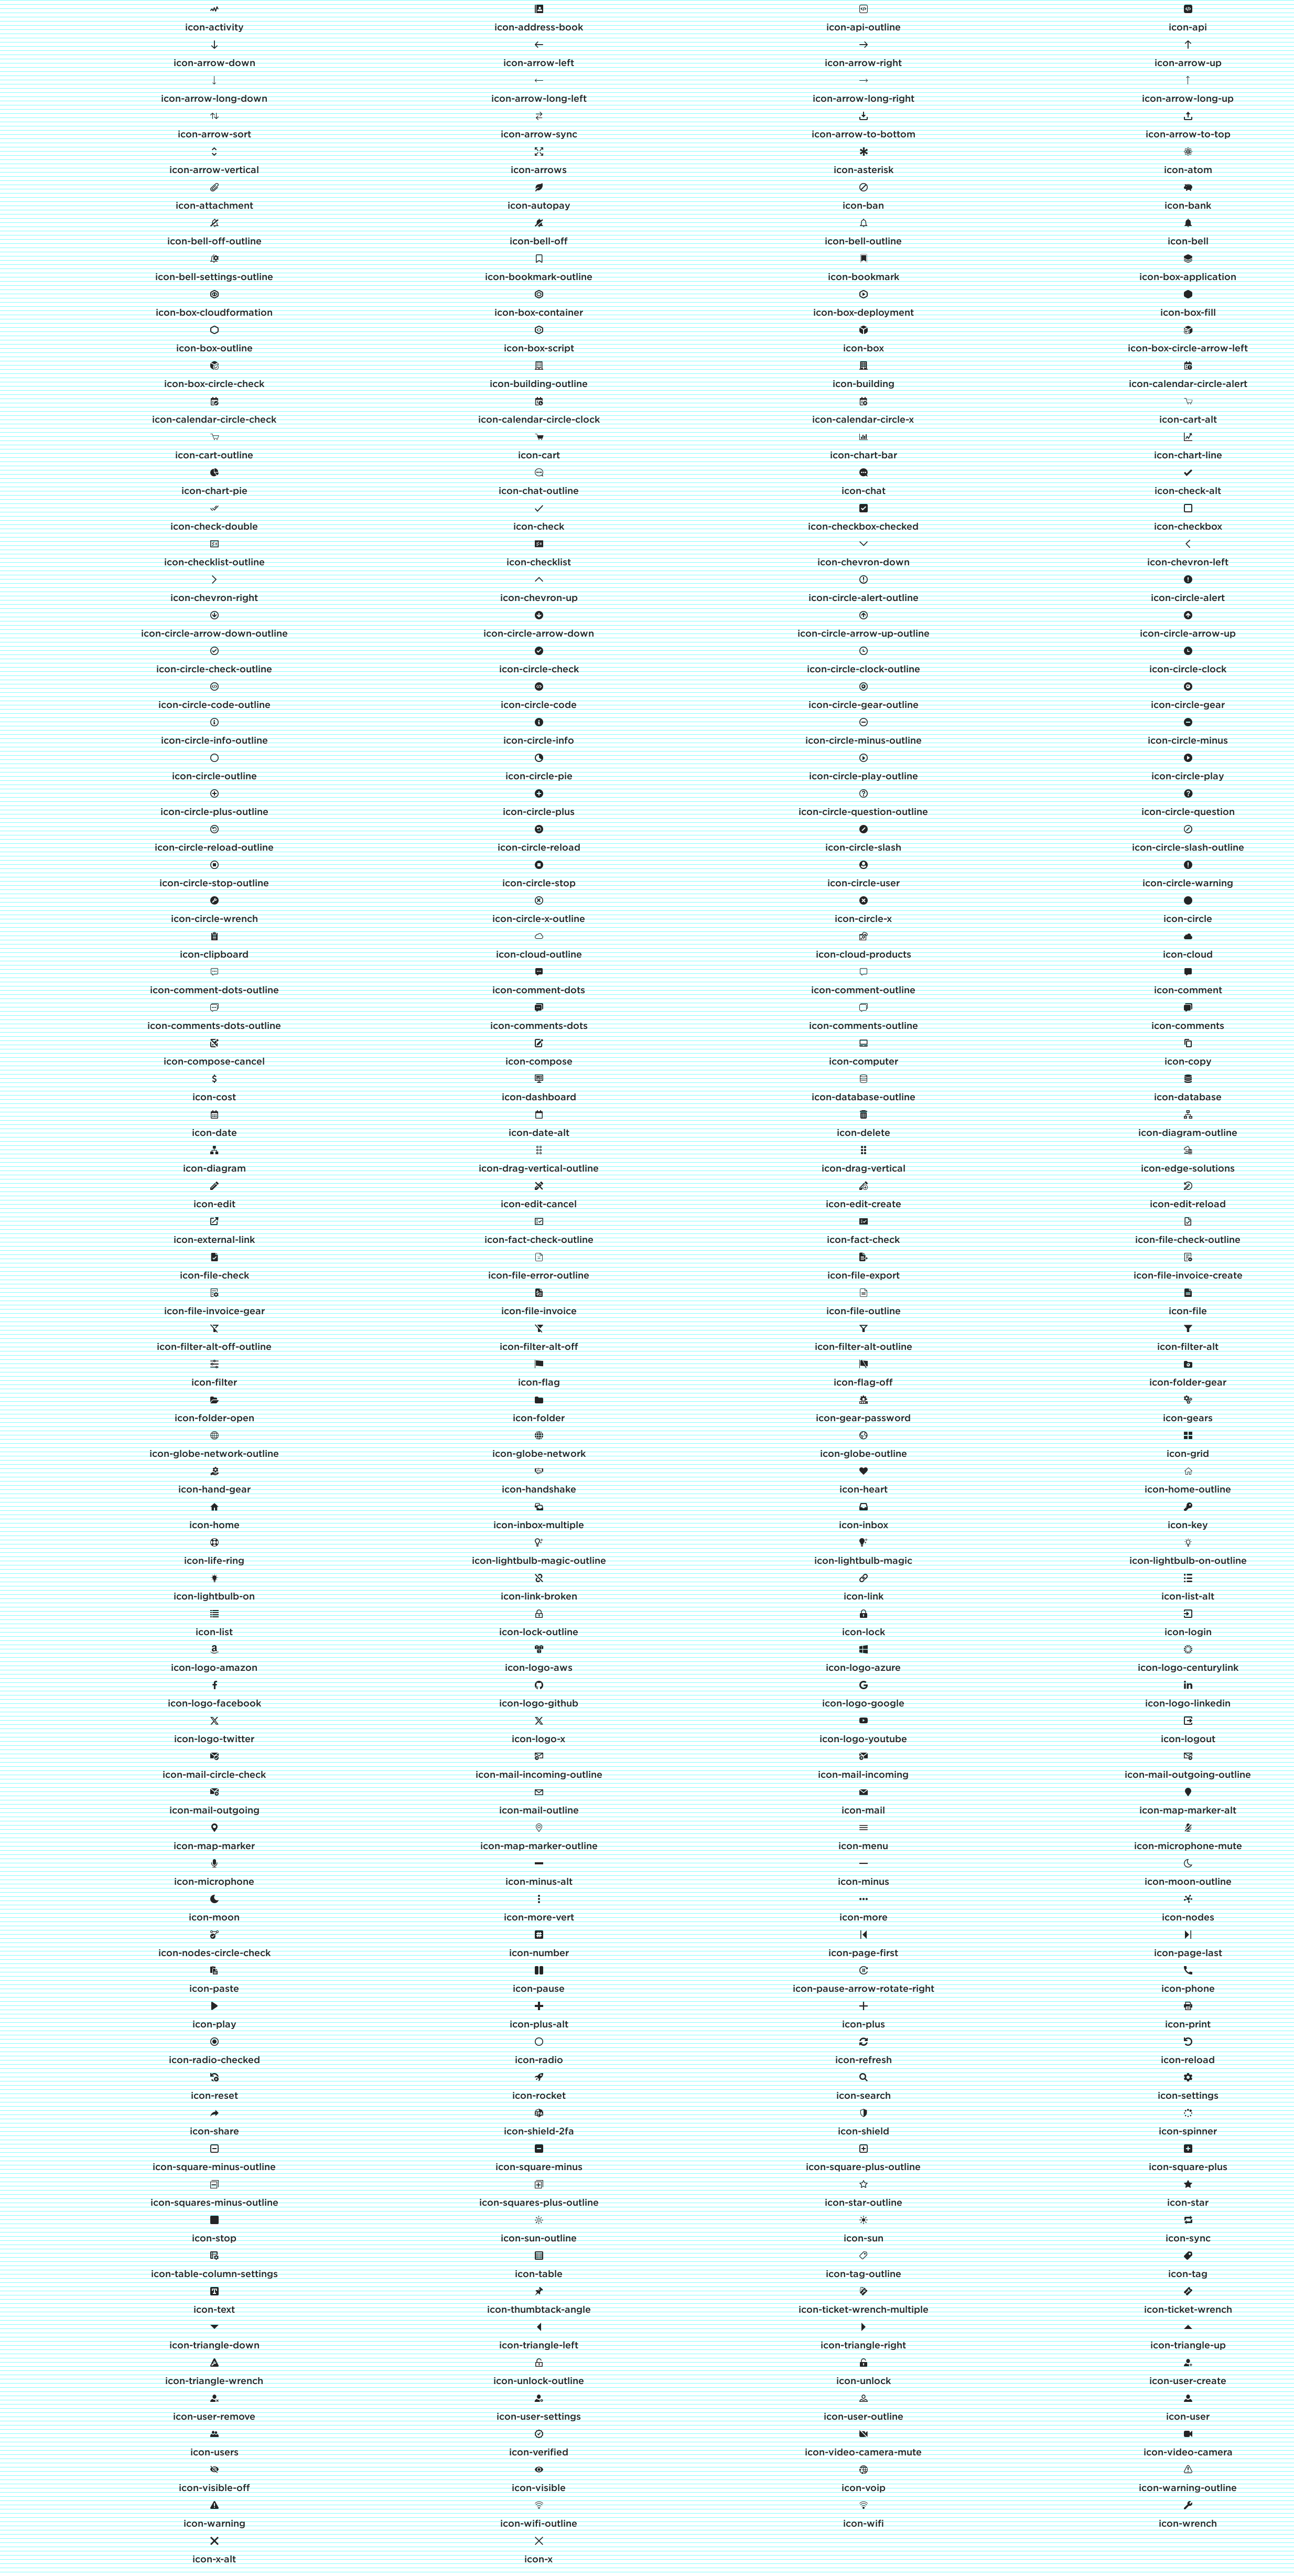 icon-activity icon-address-book icon-api-outline icon-api
icon-arrow-down icon-arrow-left icon-arrow-right icon-arrow-up
icon-arrow-long-down icon-arrow-long-left icon-arrow-long-right icon-arrow-long-up
icon-arrow-sort icon-arrow-sync icon-arrow-to-bottom icon-arrow-to-top
icon-arrow-vertical icon-arrows icon-asterisk icon-atom
icon-attachment icon-autopay icon-ban icon-bank
icon-bell-off-outline icon-bell-off icon-bell-outline icon-bell
icon-bell-settings-outline icon-bookmark-outline icon-bookmark icon-box-application
icon-box-cloudformation icon-box-container icon-box-deployment icon-box-fill
icon-box-outline icon-box-script icon-box icon-box-circle-arrow-left
icon-box-circle-check icon-building-outline icon-building icon-calendar-circle-alert
icon-calendar-circle-check icon-calendar-circle-clock icon-calendar-circle-x icon-cart-alt
icon-cart-outline icon-cart icon-chart-bar icon-chart-line
icon-chart-pie icon-chat-outline icon-chat icon-check-alt
icon-check-double icon-check icon-checkbox-checked icon-checkbox
icon-checklist-outline icon-checklist icon-chevron-down icon-chevron-left
icon-chevron-right icon-chevron-up icon-circle-alert-outline icon-circle-alert
icon-circle-arrow-down-outline icon-circle-arrow-down icon-circle-arrow-up-outline icon-circle-arrow-up
icon-circle-check-outline icon-circle-check icon-circle-clock-outline icon-circle-clock
icon-circle-code-outline icon-circle-code icon-circle-gear-outline icon-circle-gear
icon-circle-info-outline icon-circle-info icon-circle-minus-outline icon-circle-minus
icon-circle-outline icon-circle-pie icon-circle-play-outline icon-circle-play
icon-circle-plus-outline icon-circle-plus icon-circle-question-outline icon-circle-question
icon-circle-reload-outline icon-circle-reload icon-circle-slash icon-circle-slash-outline
icon-circle-stop-outline icon-circle-stop icon-circle-user icon-circle-warning
icon-circle-wrench icon-circle-x-outline icon-circle-x icon-circle
icon-clipboard icon-cloud-outline icon-cloud-products icon-cloud
icon-comment-dots-outline icon-comment-dots icon-comment-outline icon-comment
icon-comments-dots-outline icon-comments-dots icon-comments-outline icon-comments
icon-compose-cancel icon-compose icon-computer icon-copy
icon-cost icon-dashboard icon-database-outline icon-database
icon-date icon-date-alt icon-delete icon-diagram-outline
icon-diagram icon-drag-vertical-outline icon-drag-vertical icon-edge-solutions
icon-edit icon-edit-cancel icon-edit-create icon-edit-reload
icon-external-link icon-fact-check-outline icon-fact-check icon-file-check-outline
icon-file-check icon-file-error-outline icon-file-export icon-file-invoice-create
icon-file-invoice-gear icon-file-invoice icon-file-outline icon-file
icon-filter-alt-off-outline icon-filter-alt-off icon-filter-alt-outline icon-filter-alt
icon-filter icon-flag icon-flag-off icon-folder-gear
icon-folder-open icon-folder icon-gear-password icon-gears
icon-globe-network-outline icon-globe-network icon-globe-outline icon-grid
icon-hand-gear icon-handshake icon-heart icon-home-outline
icon-home icon-inbox-multiple icon-inbox icon-key
icon-life-ring icon-lightbulb-magic-outline icon-lightbulb-magic icon-lightbulb-on-outline
icon-lightbulb-on icon-link-broken icon-link icon-list-alt
icon-list icon-lock-outline icon-lock icon-login
icon-logo-amazon icon-logo-aws icon-logo-azure icon-logo-centurylink
icon-logo-facebook icon-logo-github icon-logo-google icon-logo-linkedin
icon-logo-twitter icon-logo-x icon-logo-youtube icon-logout
icon-mail-circle-check icon-mail-incoming-outline icon-mail-incoming icon-mail-outgoing-outline
icon-mail-outgoing icon-mail-outline icon-mail icon-map-marker-alt
icon-map-marker icon-map-marker-outline icon-menu icon-microphone-mute
icon-microphone icon-minus-alt icon-minus icon-moon-outline
icon-moon icon-more-vert icon-more icon-nodes
icon-nodes-circle-check icon-number icon-page-first icon-page-last
icon-paste icon-pause icon-pause-arrow-rotate-right icon-phone
icon-play icon-plus-alt icon-plus icon-print
icon-radio-checked icon-radio icon-refresh icon-reload
icon-reset icon-rocket icon-search icon-settings
icon-share icon-shield-2fa icon-shield icon-spinner
icon-square-minus-outline icon-square-minus icon-square-plus-outline icon-square-plus
icon-squares-minus-outline icon-squares-plus-outline icon-star-outline icon-star
icon-stop icon-sun-outline icon-sun icon-sync
icon-table-column-settings icon-table icon-tag-outline icon-tag
icon-text icon-thumbtack-angle icon-ticket-wrench-multiple icon-ticket-wrench
icon-triangle-down icon-triangle-left icon-triangle-right icon-triangle-up
icon-triangle-wrench icon-unlock-outline icon-unlock icon-user-create
icon-user-remove icon-user-settings icon-user-outline icon-user
icon-users icon-verified icon-video-camera-mute icon-video-camera
icon-visible-off icon-visible icon-voip icon-warning-outline
icon-warning icon-wifi-outline icon-wifi icon-wrench
icon-x-alt icon-x